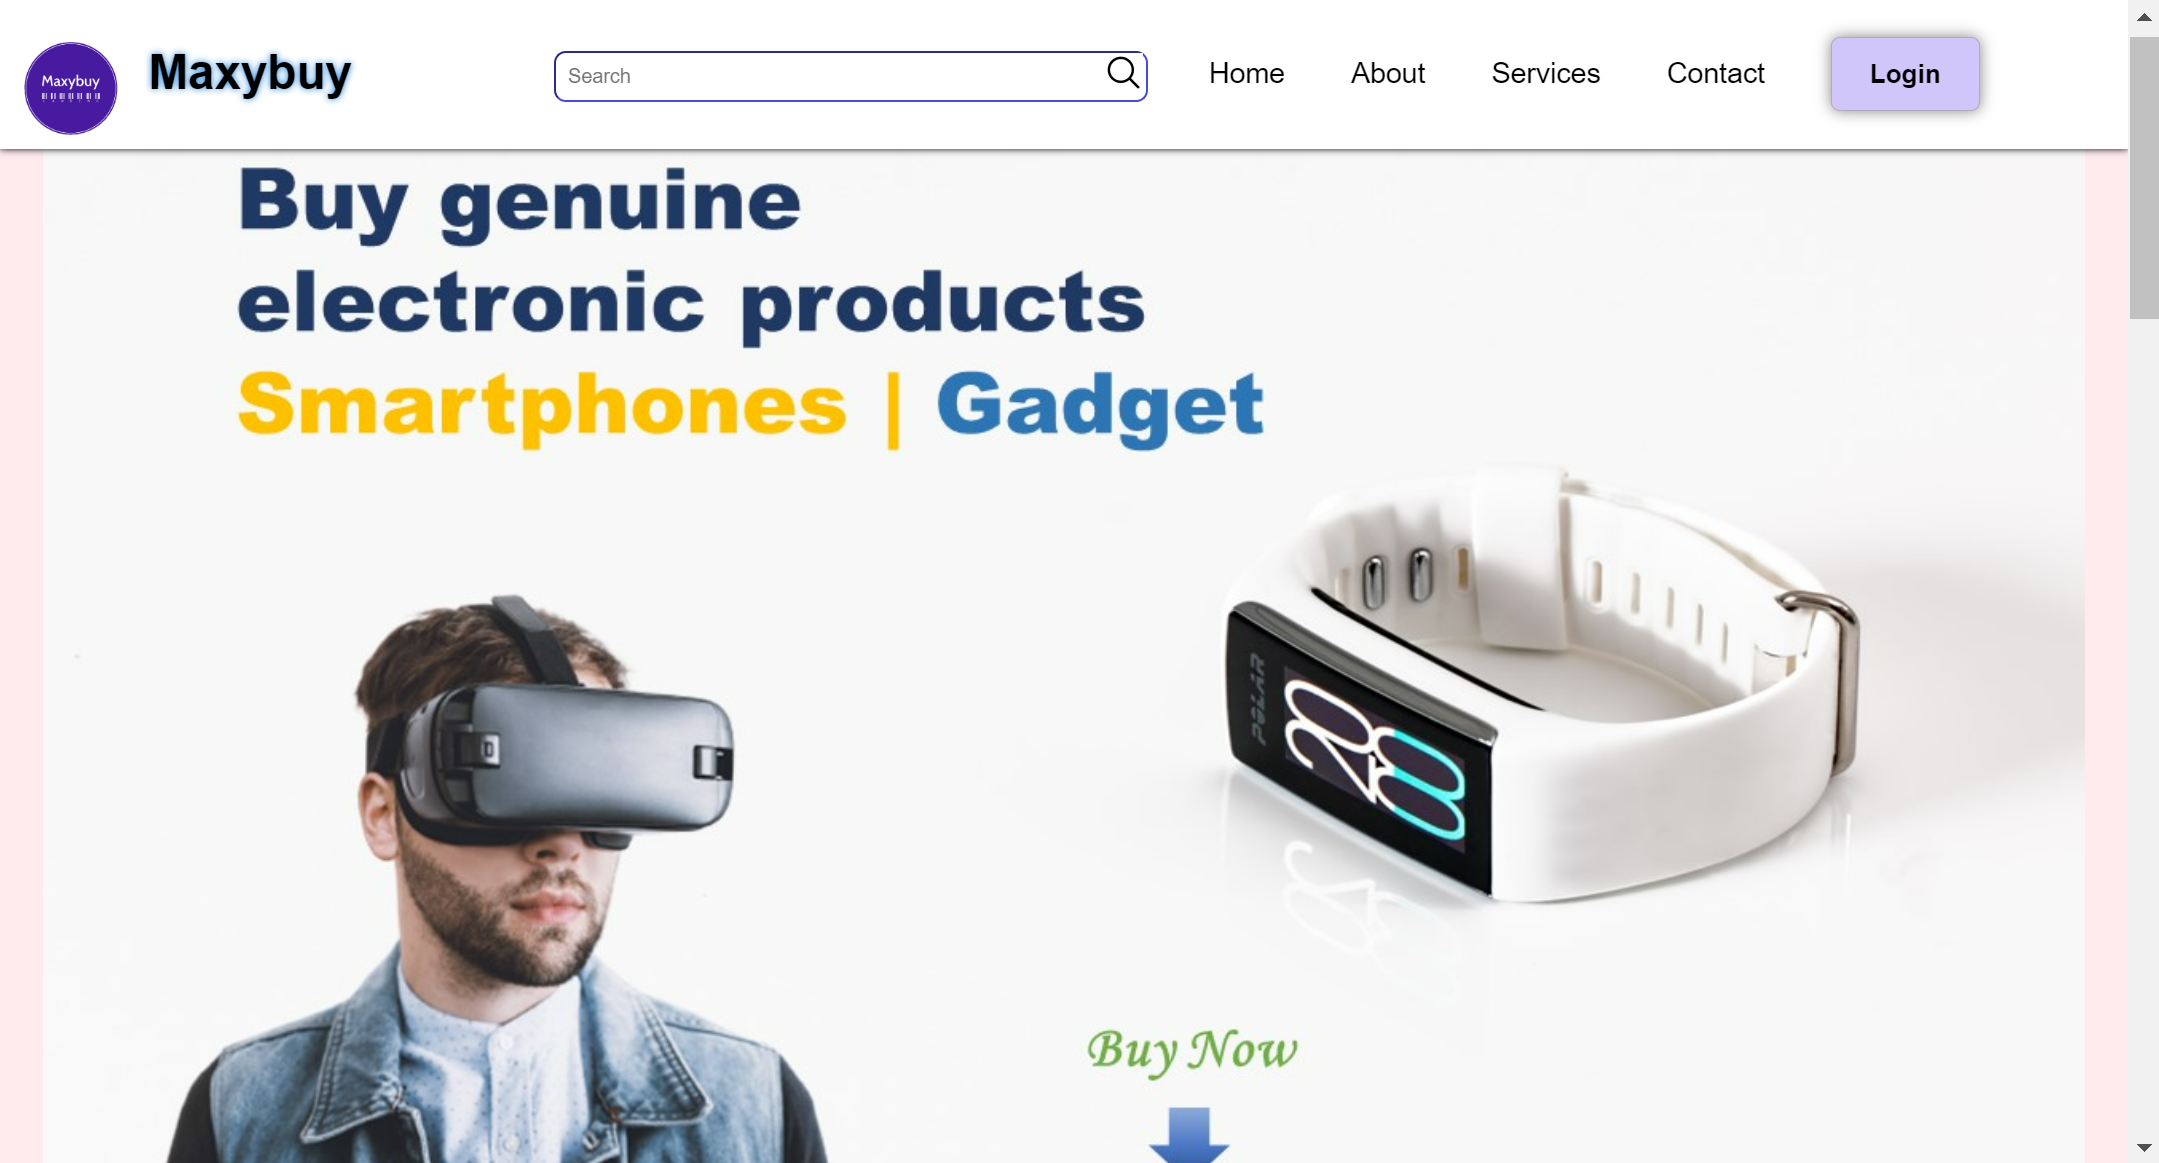 Maxybuy
Maxybuy
Search
Home
About
Services
Contact
Login
Buy genuine
electronic products
Smartphones | Gadget
POLAR
20
00
Buy Now